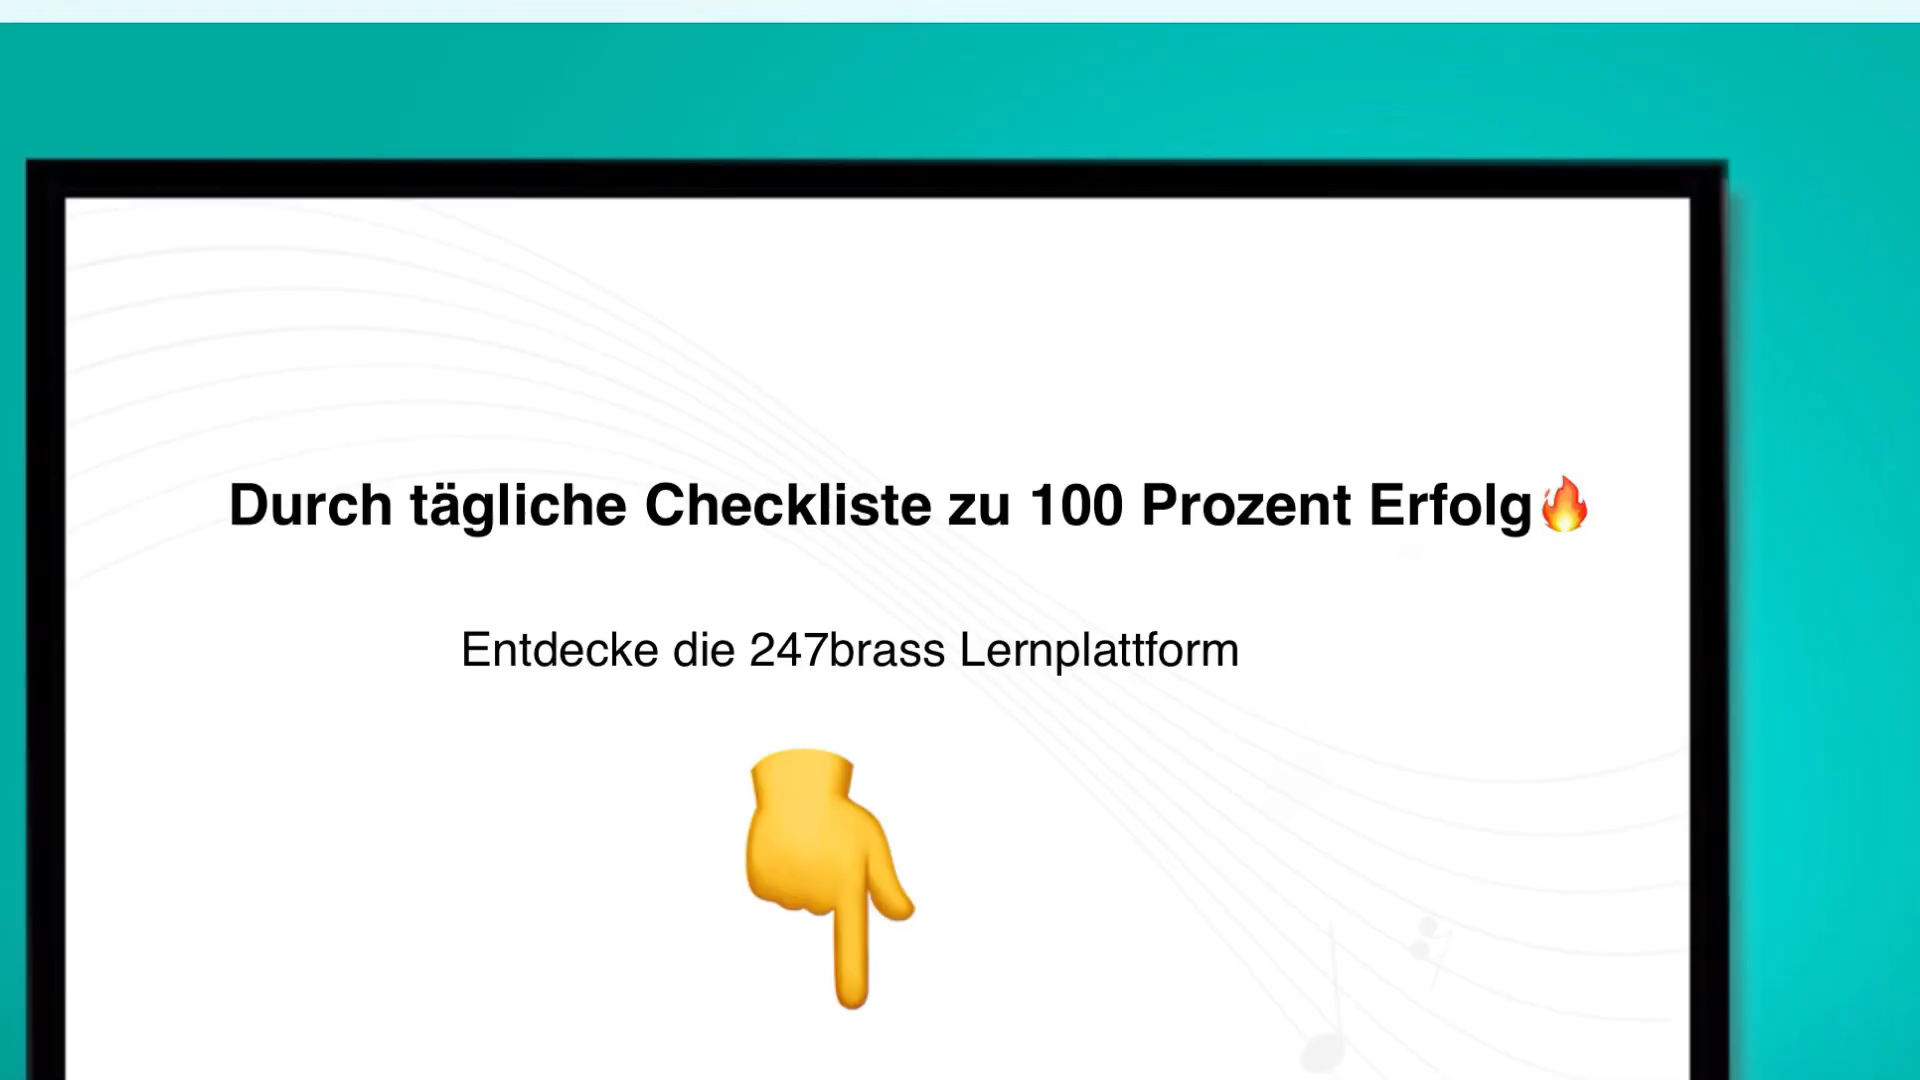 Durch tägliche Checkliste zu 100 Prozent Erfolg🔥
Entdecke die 247brass Lernplattform